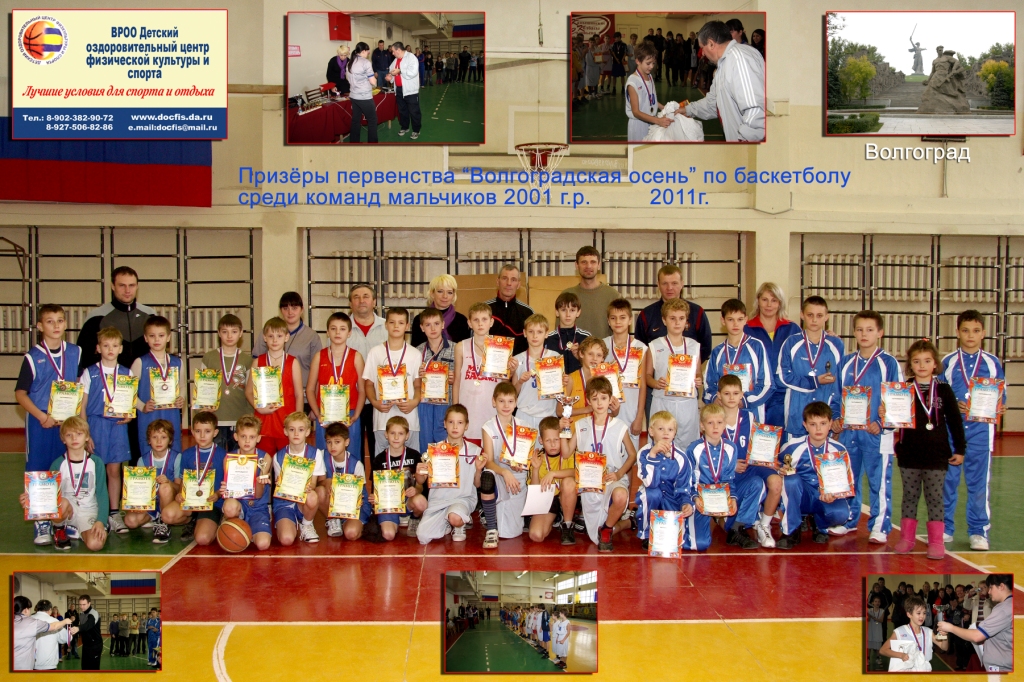 ВРОО Детский
оздоровительный центр
физической культуры и
спорта
Лучшие условия для спорта и отдыха
Тел.: 8-902-382-90-72
8-927-506-82-86
www.docfis.da.ru
e.mail:docfis@mail.ru
Волгоград
Призёры первенства “Волгоградская осень” по баскетболу
среди команд мальчиков 2001 г.р. 2011г.